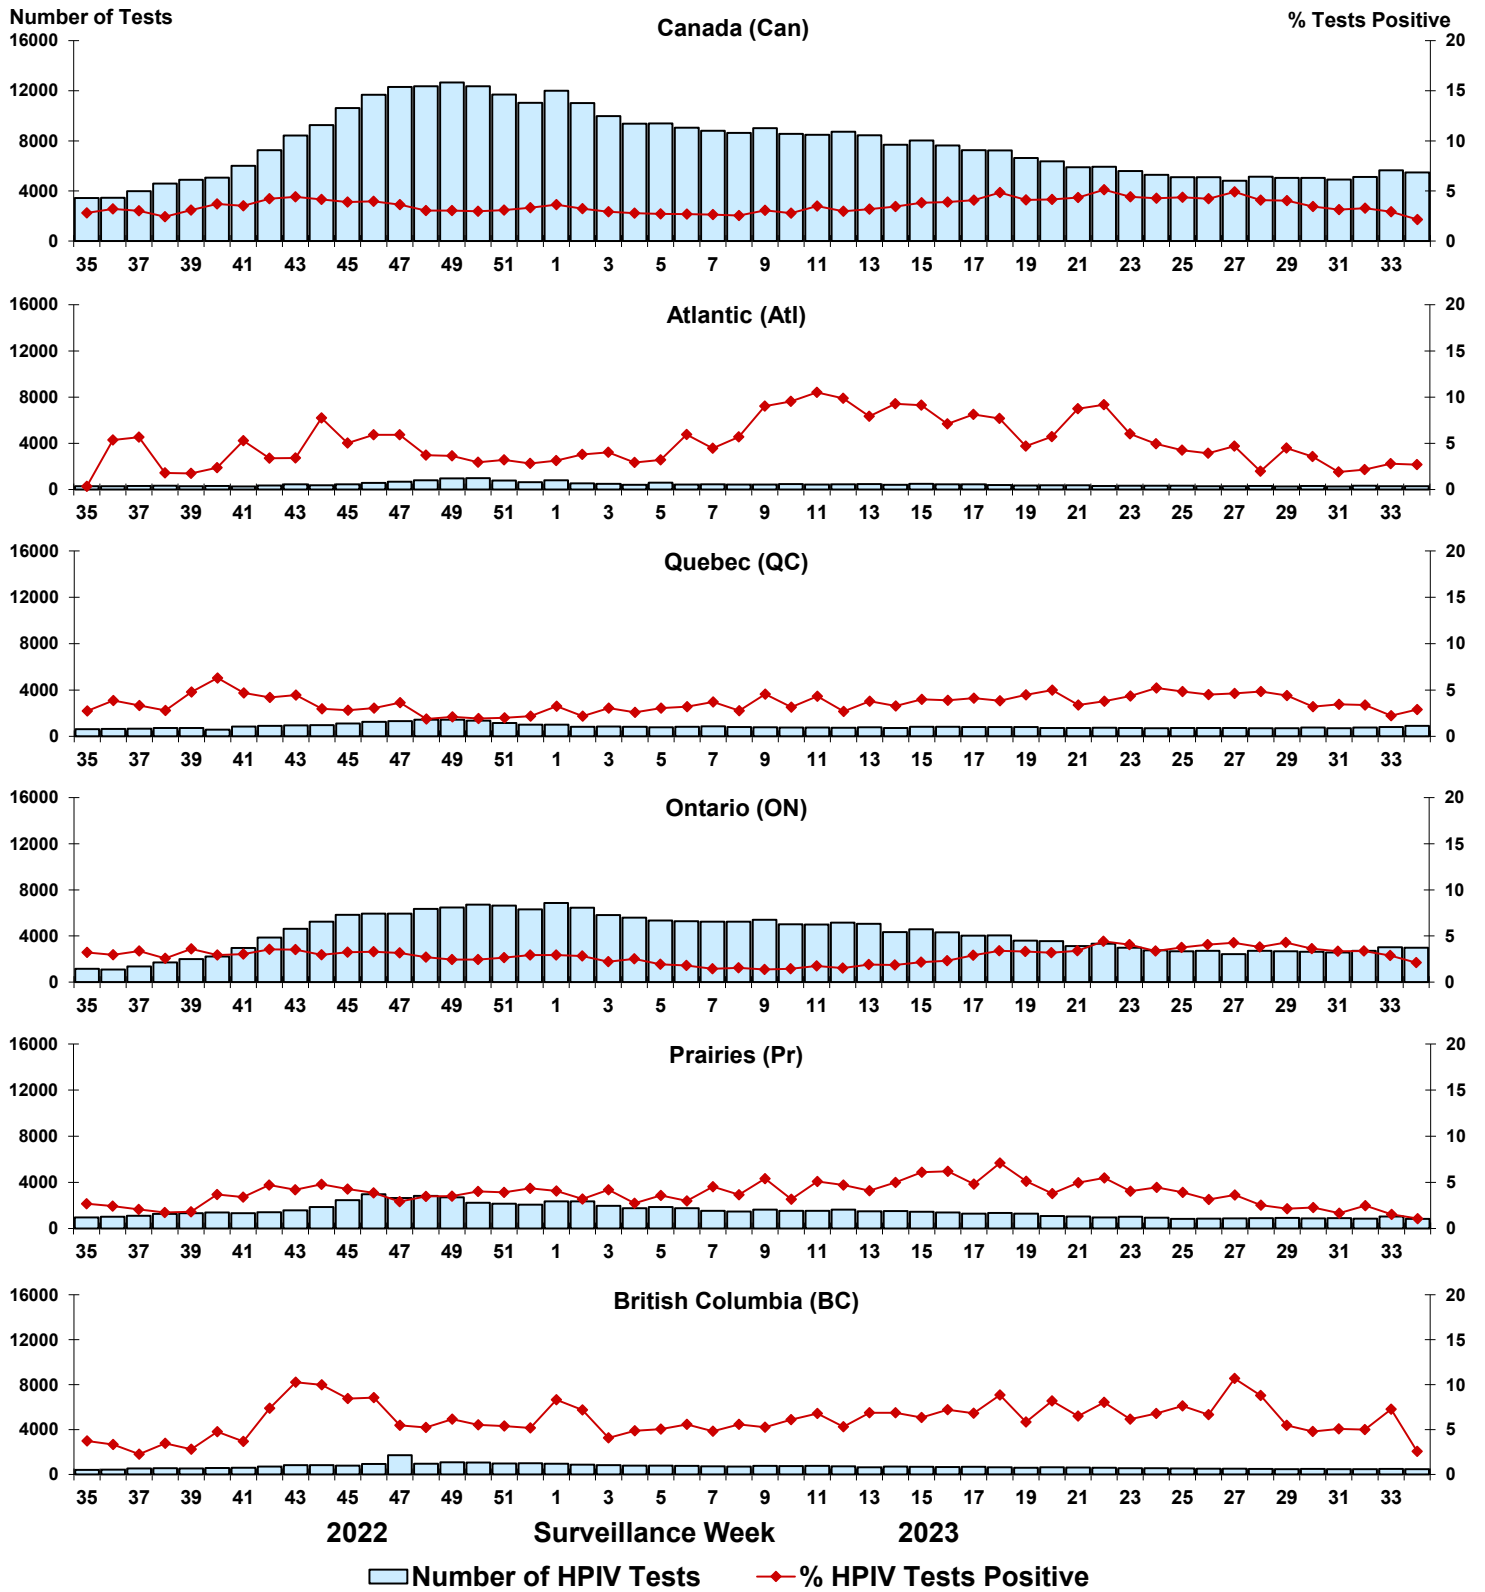 Number of Tests
% Tests Positive
Canada (Can)
16000 20
12000 15
8000 10
4000 5
0 0
35 37 39 41 43 45 47 49 51 1 3 5 7 9 11 13 15 17 19 21 23 25 27 29 31 33
Atlantic (Atl)
16000 20
12000 15
8000 10
4000 5
0 0
35 37 39 41 43 45 47 49 51 1 3 5 7 9 11 13 15 17 19 21 23 25 27 29 31 33
Quebec (QC)
16000 20
12000 15
8000 10
4000 5
0 0
35 37 39 41 43 45 47 49 51 1 3 5 7 9 11 13 15 17 19 21 23 25 27 29 31 33
Ontario (ON)
16000 20
12000 15
8000 10
4000 5
0 0
35 37 39 41 43 45 47 49 51 1 3 5 7 9 11 13 15 17 19 21 23 25 27 29 31 33
Prairies (Pr)
16000 20
12000 15
8000 10
4000 5
0 0
35 37 39 41 43 45 47 49 51 1 3 5 7 9 11 13 15 17 19 21 23 25 27 29 31 33
British Columbia (BC)
16000 20
12000 15
8000 10
4000 5
0 0
35 37 39 41 43 45 47 49 51 1 3 5 7 9 11 13 15 17 19 21 23 25 27 29 31 33
2022 Surveillance Week 2023
Number of HPIV Tests % HPIV Tests Positive